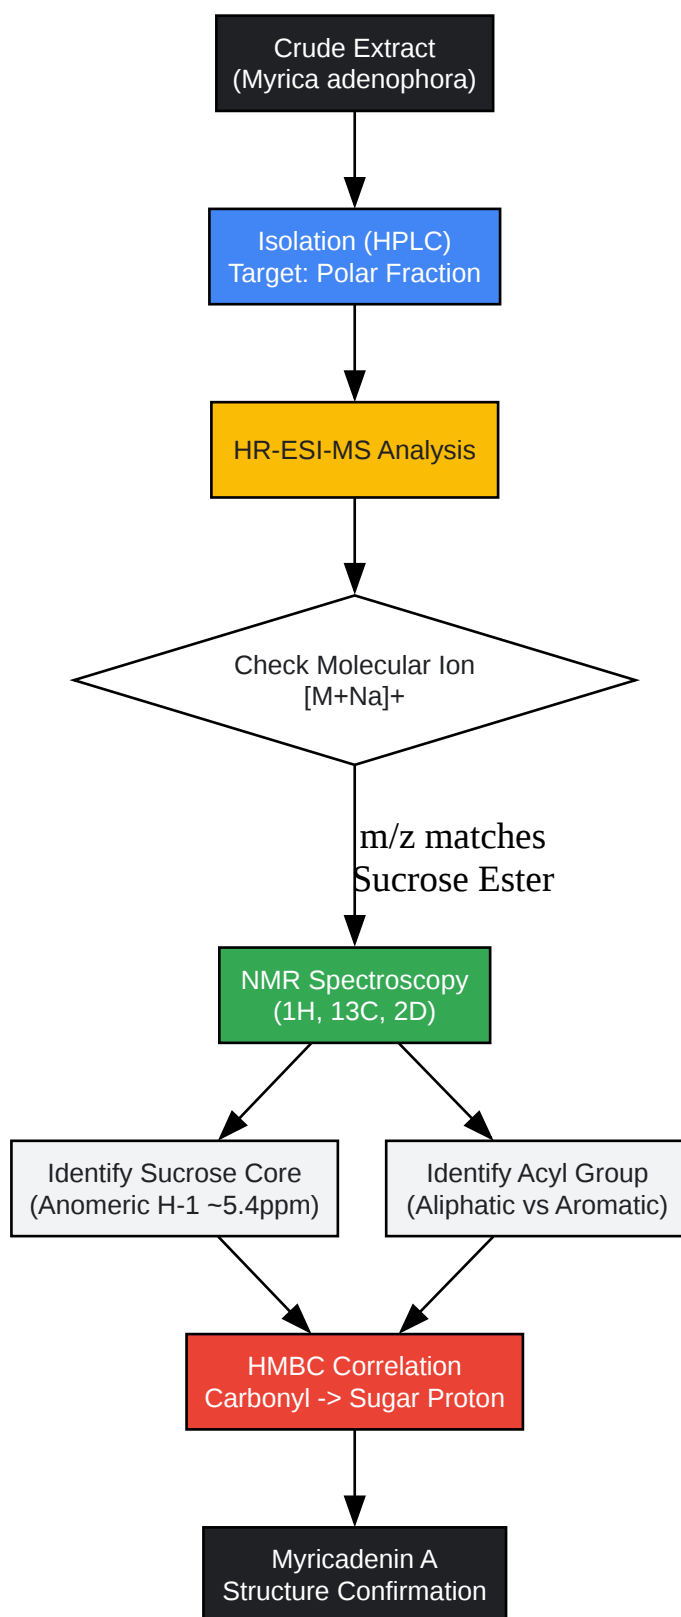 Crude Extract
(Myrica adenophora)
Isolation (HPLC)
Target: Polar Fraction
HR-ESI-MS Analysis
Check Molecular Ion
[M+Na]+
m/z matches
Sucrose Ester
NMR Spectroscopy
(1H, 13C, 2D)
Identify Sucrose Core
(Anomeric H-1 ~5.4ppm)
Identify Acyl Group
(Aliphatic vs Aromatic)
HMBC Correlation
Carbonyl -> Sugar Proton
Myricadenin A
Structure Confirmation